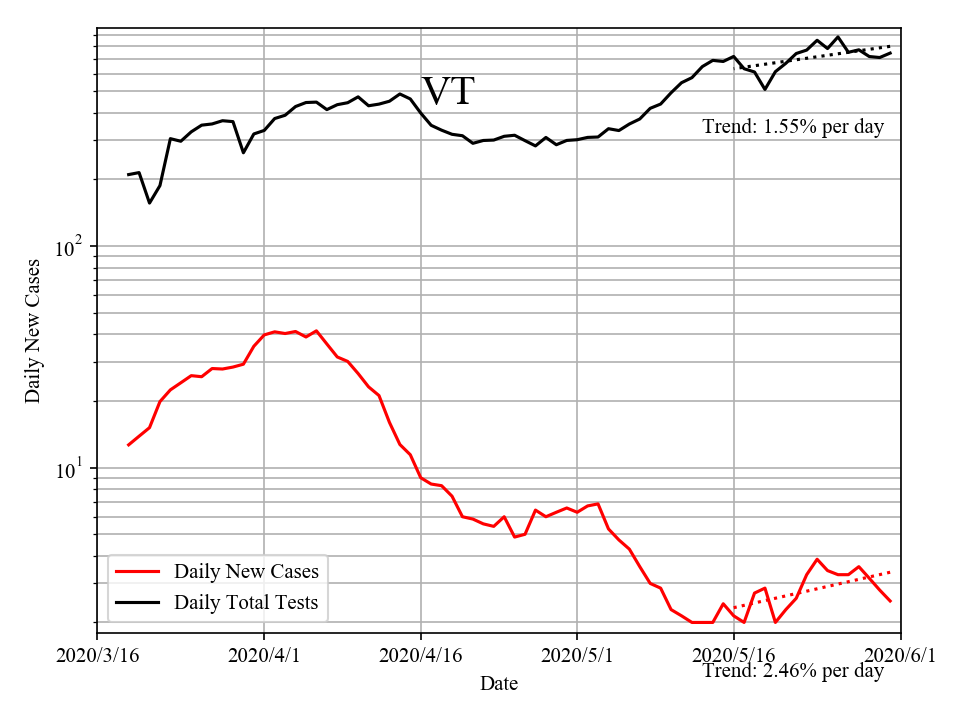 VT
Trend: 1.55% per day
10²
Daily New Cases
10¹
Daily New Cases
Daily Total Tests
2020/3/16 2020/4/1 2020/4/16 2020/5/1 2020/5/16 2020/6/1
Trend: 2.46% per day
Date